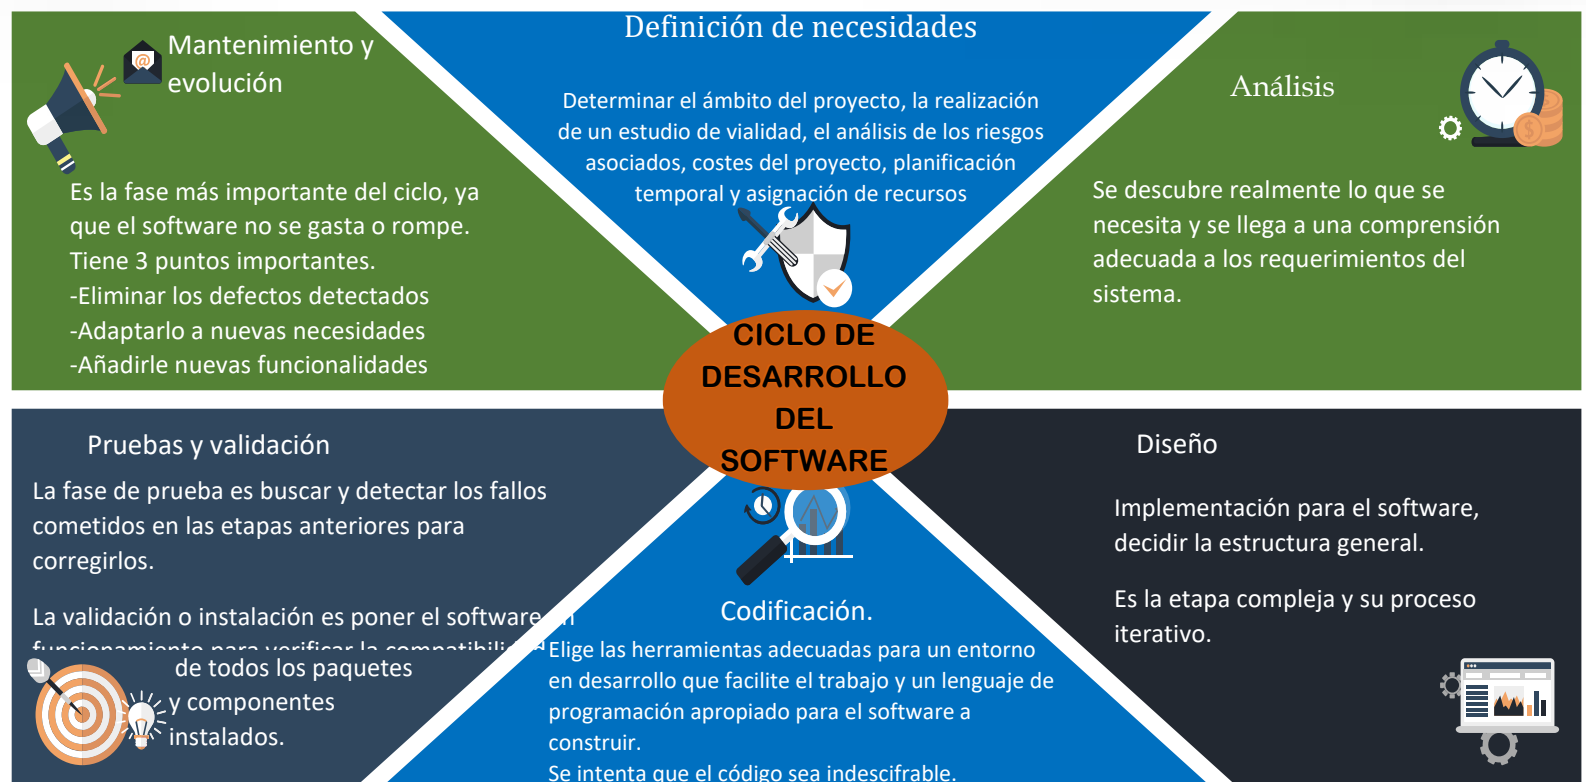 Mantenimiento y
evolución
Es la fase más importante del ciclo, ya
que el software no se gasta o rompe.
Tiene 3 puntos importantes.
-Eliminar los defectos detectados
-Adaptarlo a nuevas necesidades
-Añadirle nuevas funcionalidades
Definición de necesidades
Determinar el ámbito del proyecto, la realización
de un estudio de vialidad, el análisis de los riesgos
asociados, costes del proyecto, planificación
temporal y asignación de recursos
Análisis
Se descubre realmente lo que se
necesita y se llega a una comprensión
adecuada a los requerimientos del
sistema.
CICLO DE
DESARROLLO
DEL
SOFTWARE
Pruebas y validación
La fase de prueba es buscar y detectar los fallos
cometidos en las etapas anteriores para
corregirlos.
La validación o instalación es poner el software en
funcionamiento para verificar la compatibilidad
de todos los paquetes
y componentes
instalados.
Codificación.
Elige las herramientas adecuadas para un entorno
en desarrollo que facilite el trabajo y un lenguaje de
programación apropiado para el software a
construir.
Se intenta que el código sea indescifrable.
Diseño
Implementación para el software,
decidir la estructura general.
Es la etapa compleja y su proceso
iterativo.